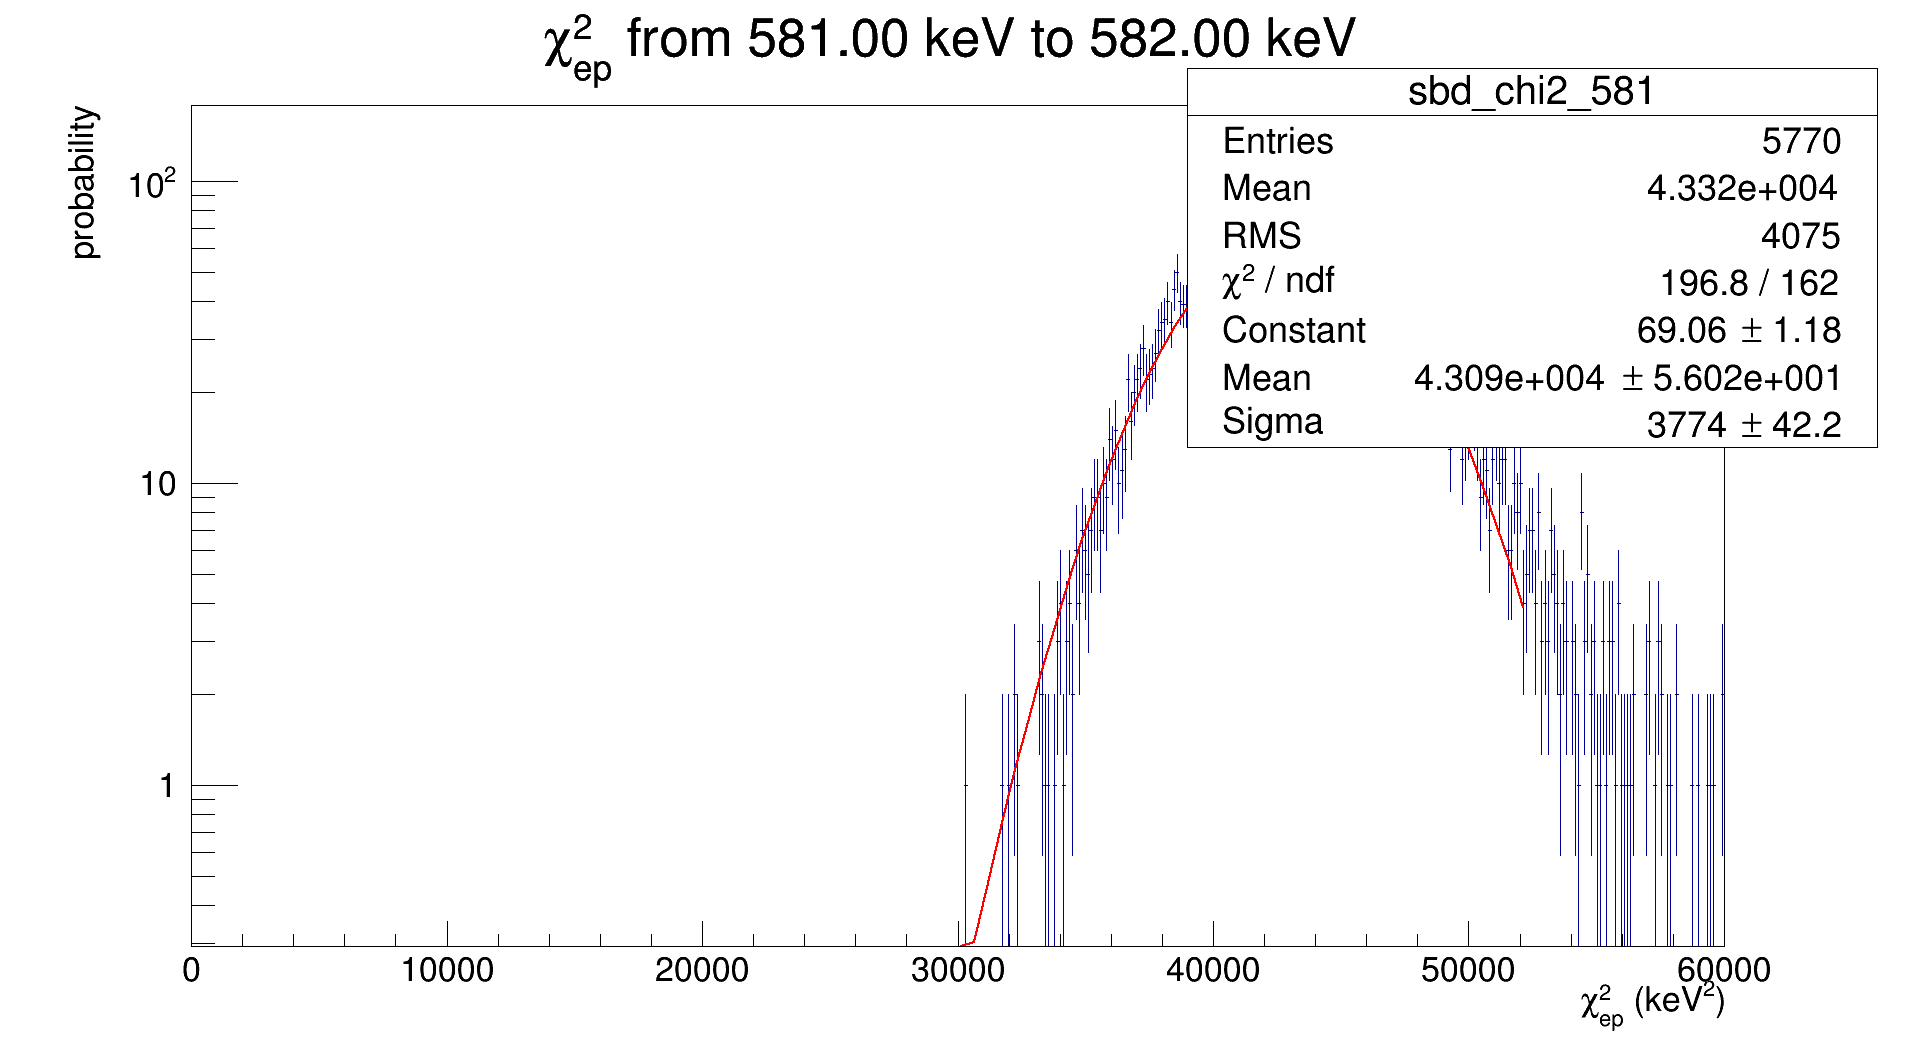 χ²ep from 581.00 keV to 582.00 keV
sbd_chi2_581
Entries 5770
Mean 4.332e+004
RMS 4075
χ² / ndf 196.8 / 162
Constant 69.06 ± 1.18
Mean 4.309e+004 ± 5.602e+001
Sigma 3774 ± 42.2
probability
10²
10
1
0 10000 20000 30000 40000 50000 60000
χ²ep (keV²)